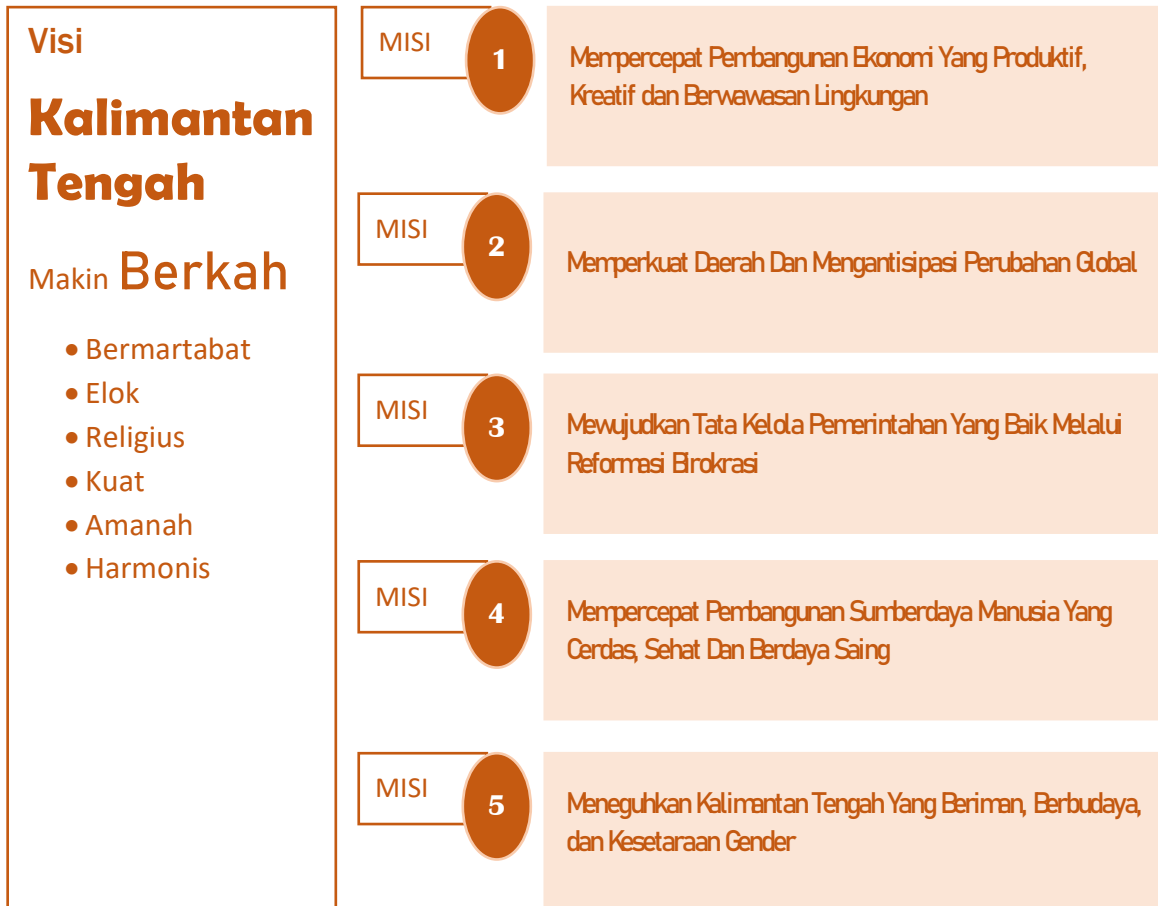 Visi
Kalimantan
Tengah
Makin Berkah
• Bermartabat
• Elok
• Religius
• Kuat
• Amanah
• Harmonis
MISI 1
Mempercepat Pembangunan Ekonomi Yang Produktif,
Kreatif dan Berwawasan Lingkungan
MISI 2
Memperkuat Daerah Dan Mengantisipasi Perubahan Global
MISI 3
Mewujudkan Tata Kelola Pemerintahan Yang Baik Melalui
Reformasi Birokrasi
MISI 4
Mempercepat Pembangunan Sumberdaya Manusia Yang
Cerdas, Sehat Dan Berdaya Saing
MISI 5
Meneguhkan Kalimantan Tengah Yang Beriman, Berbudaya,
dan Kesetaraan Gender